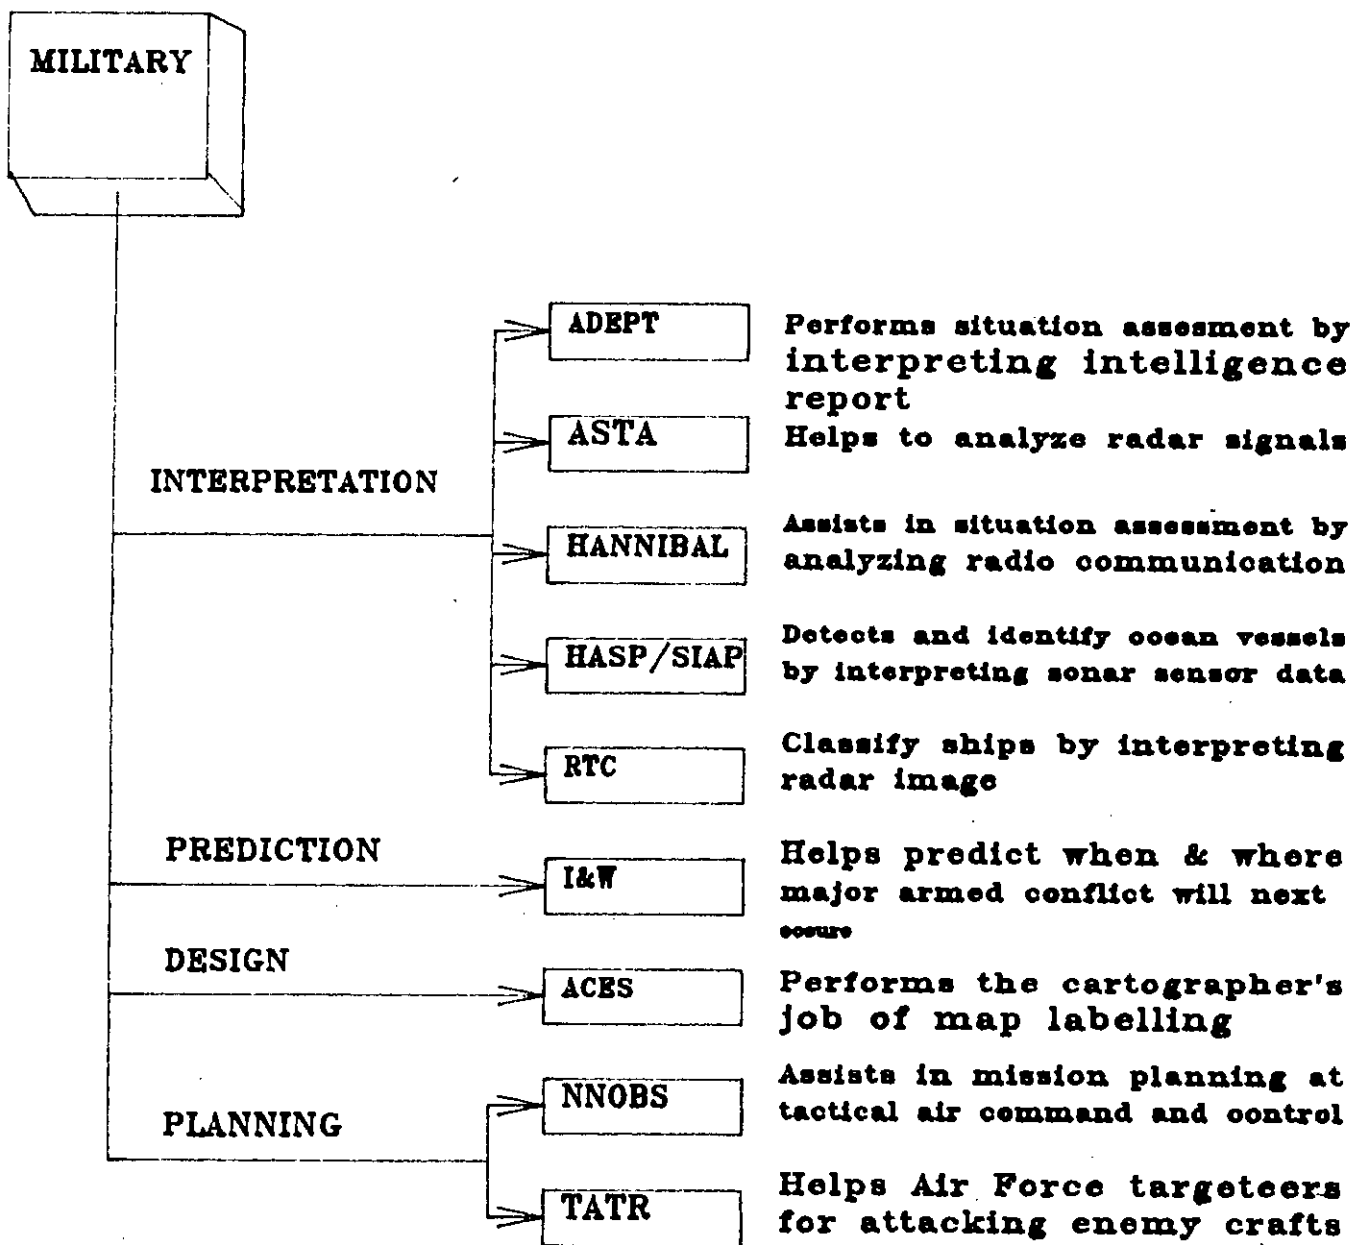 MILITARY
ADEPT
Performs situation assesment by
interpreting intelligence
report
ASTA
Helps to analyze radar signals
INTERPRETATION
HANNIBAL
Assists in situation assessment by
analyzing radio communication
HASP/SIAP
Detects and identify ocean vessels
by interpreting sonar sensor data
RTC
Classify ships by interpreting
radar image
PREDICTION
I&W
Helps predict when & where
major armed conflict will next
occure
DESIGN
ACES
Performs the cartographer's
job of map labelling
PLANNING
NNOBS
Assists in mission planning at
tactical air command and control
TATR
Helps Air Force targeteers
for attacking enemy crafts